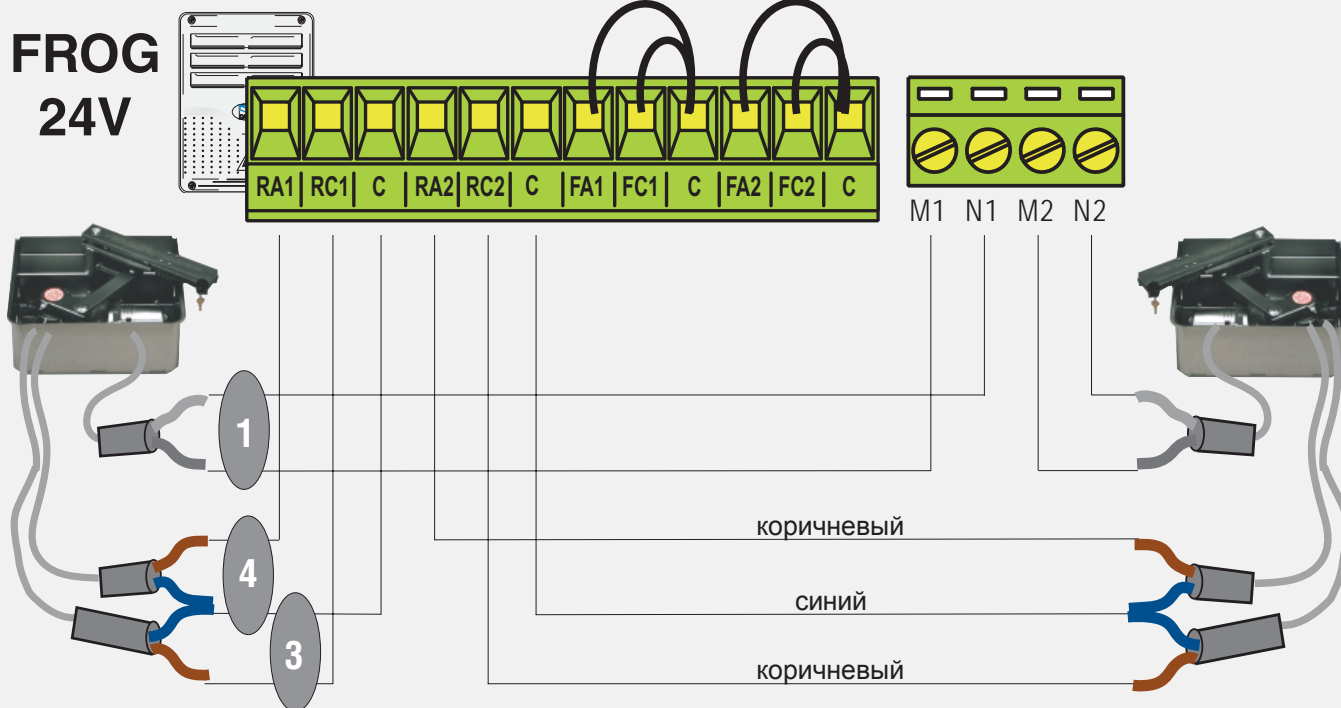 FROG
24V
RA1 RC1 C RA2 RC2 C FA1 FC1 C FA2 FC2 C
M1 N1 M2 N2
1
коричневый
4
синий
3
коричневый